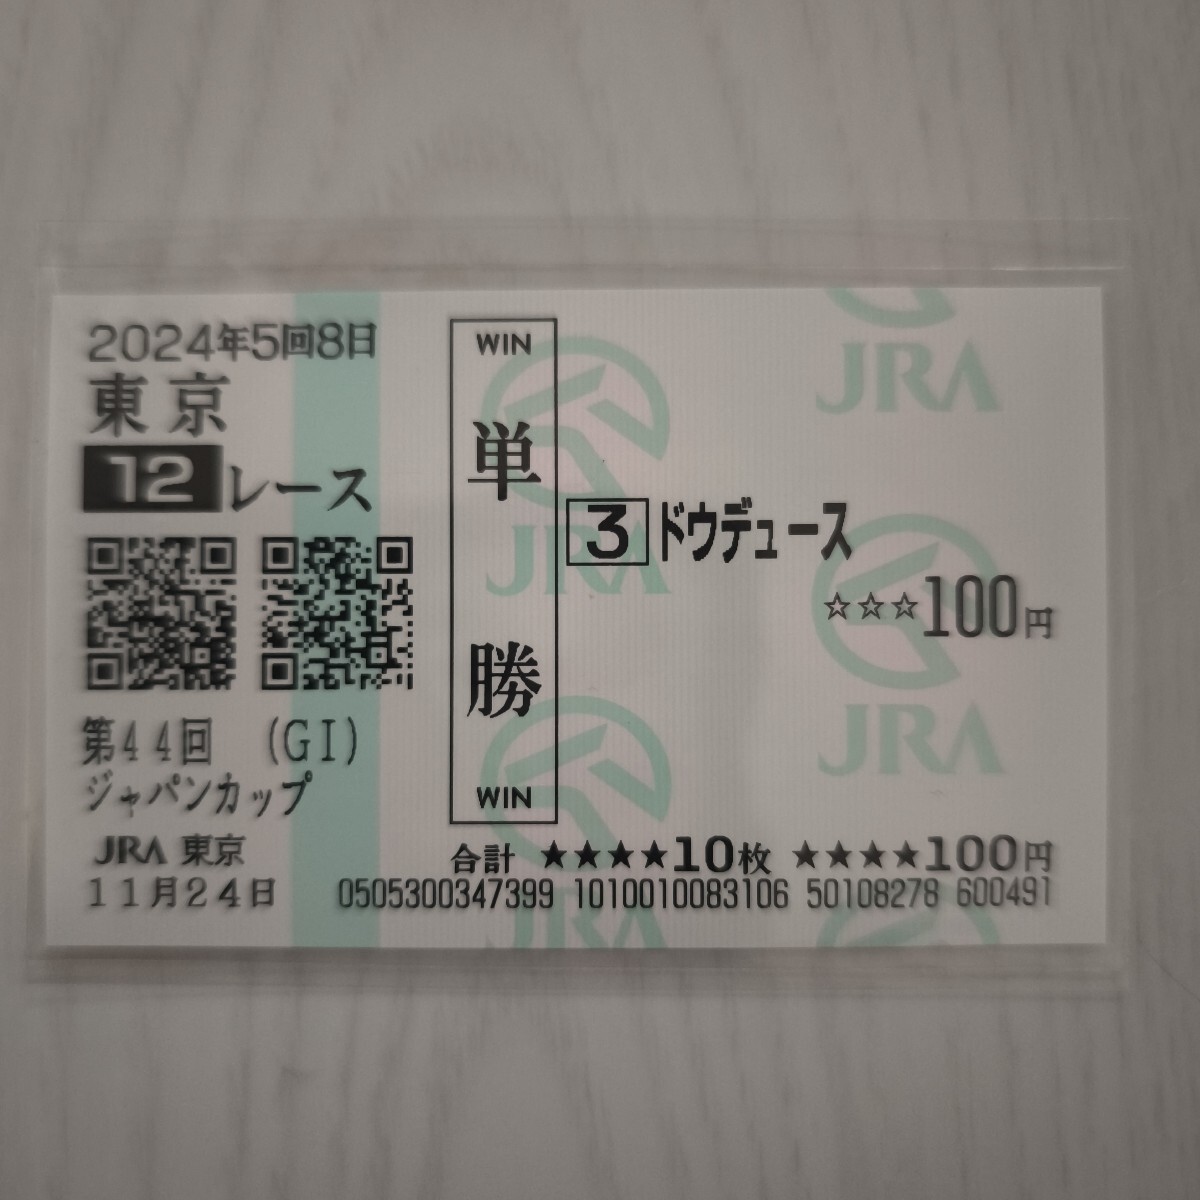 2024年5回8日
東京
12レース
第44回 (GⅠ)
ジャパンカップ
JRA 東京
11月24日
WIN
単勝
WIN
3 ドウデュース
☆☆☆100円
合計 ★★★★10枚 ★★★★100円
0505300347399 1010010083106 50108278 600491
JRA
JRA
JRA
JRA